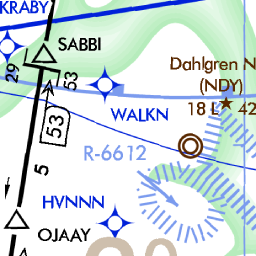 KRABY
SABBI
29
53
Dahlgren N
(NDY)
18 L 42
WALKN
53
R-6612
5
HVNNN
OJAAY